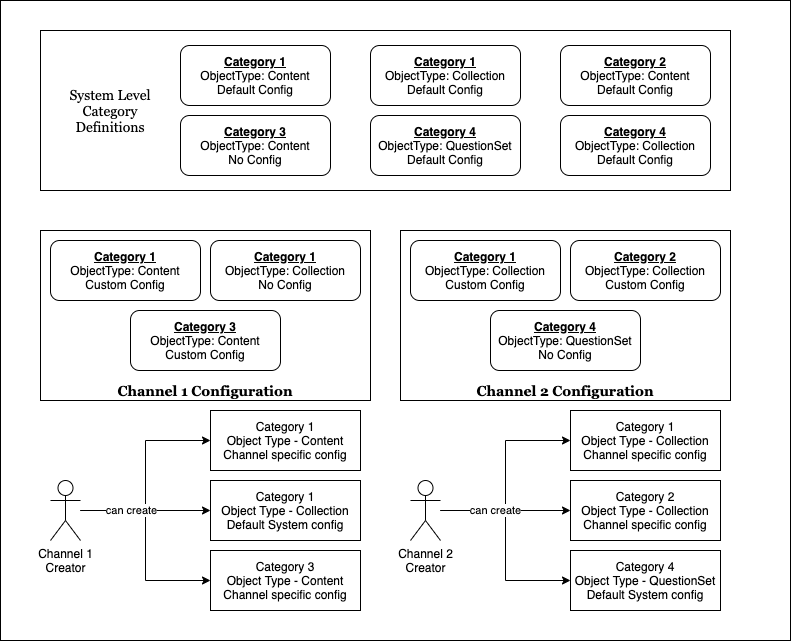 System Level
Category
Definitions
Category 1
ObjectType: Content
Default Config
Category 1
ObjectType: Collection
Default Config
Category 2
ObjectType: Content
Default Config
Category 3
ObjectType: Content
No Config
Category 4
ObjectType: QuestionSet
Default Config
Category 4
ObjectType: Collection
Default Config
Category 1
ObjectType: Content
Custom Config
Category 1
ObjectType: Collection
No Config
Category 3
ObjectType: Content
Custom Config
Channel 1 Configuration
Category 1
ObjectType: Collection
Custom Config
Category 2
ObjectType: Collection
Custom Config
Category 4
ObjectType: QuestionSet
No Config
Channel 2 Configuration
Channel 1
Creator
can create
Category 1
Object Type - Content
Channel specific config
Category 1
Object Type - Collection
Default System config
Category 3
Object Type - Content
Channel specific config
Channel 2
Creator
can create
Category 1
Object Type - Collection
Channel specific config
Category 2
Object Type - Collection
Channel specific config
Category 4
Object Type - QuestionSet
Default System config